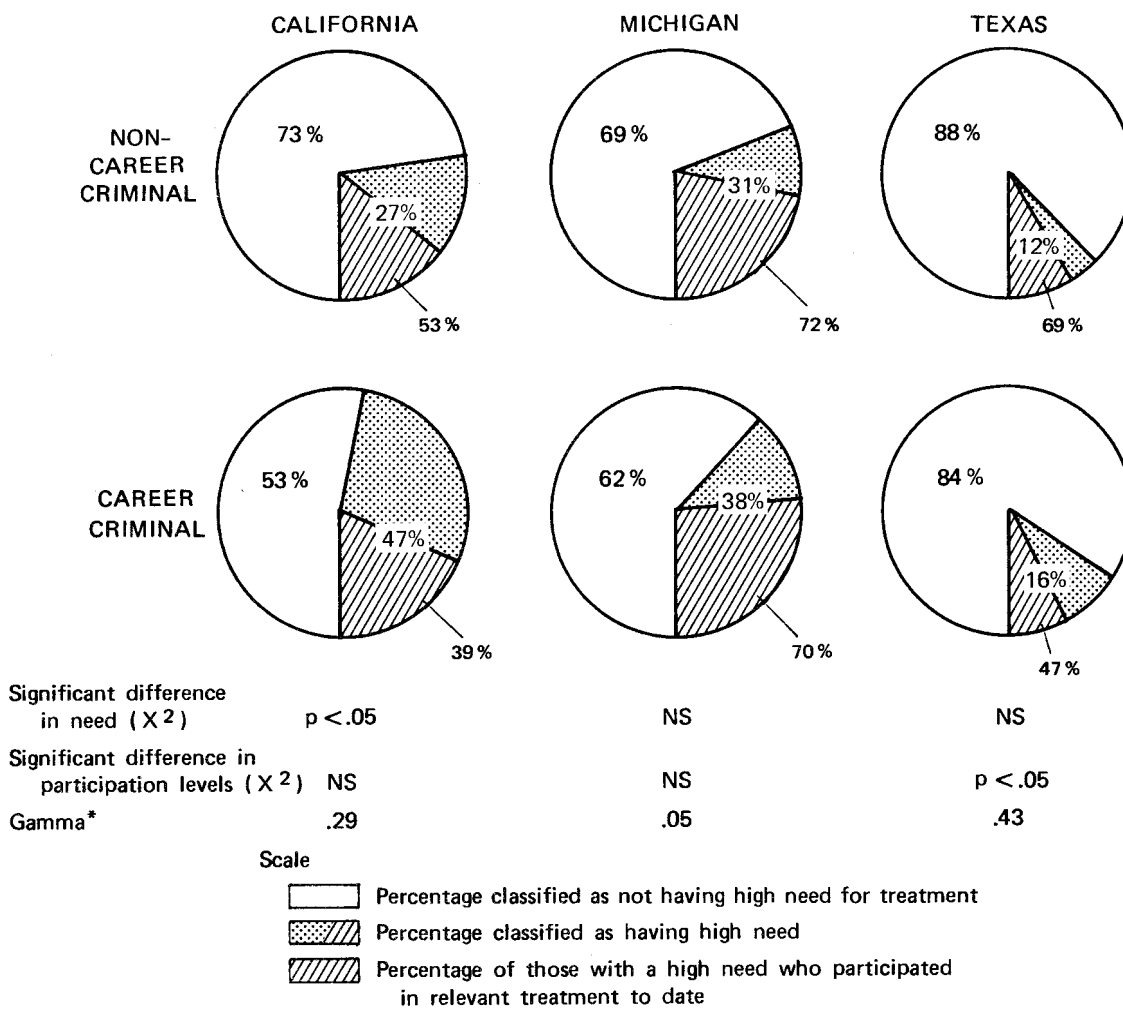 CALIFORNIA MICHIGAN TEXAS
NON-
CAREER
CRIMINAL
73%
27%
53%
69%
31%
72%
88%
12%
69%
CAREER
CRIMINAL
53%
47%
39%
62%
38%
70%
84%
16%
47%
Significant difference
in need (X²) p <.05 NS NS
Significant difference in
participation levels (X²) NS NS p <.05
Gamma* .29 .05 .43
Scale
Percentage classified as not having high need for treatment
Percentage classified as having high need
Percentage of those with a high need who participated
in relevant treatment to date